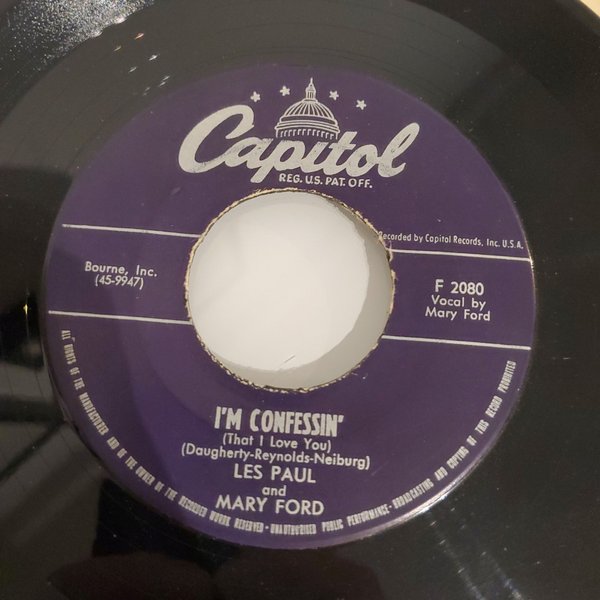 Capitol
REG. U.S. PAT. OFF.
Recorded by Capitol Records, Inc. U.S.A.
Bourne, Inc.
(45-9947)
F 2080
Vocal by
Mary Ford
I'M CONFESSIN'
(That I Love You)
(Daugherty-Reynolds-Neiburg)
LES PAUL
and
MARY FORD
ALL RIGHTS OF THE MANUFACTURER AND OF THE OWNER OF THE RECORDED WORK RESERVED - UNAUTHORISED PUBLIC PERFORMANCE - BROADCASTING AND COPYING OF THIS RECORD PROHIBITED